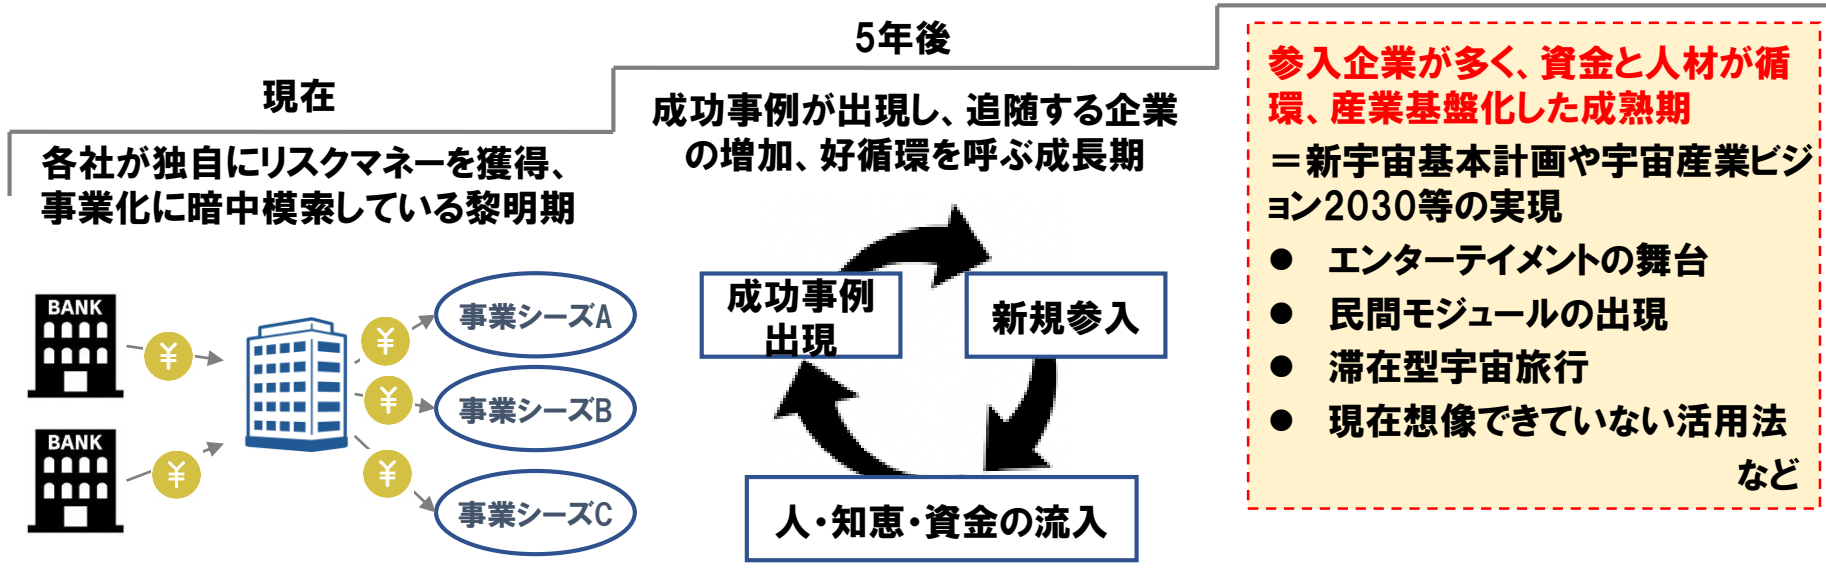 現在
各社が独自にリスクマネーを獲得、
事業化に暗中模索している黎明期
BANK
¥
BANK
¥
¥
¥
¥
事業シーズA
事業シーズB
事業シーズC
5年後
成功事例が出現し、追随する企業
の増加、好循環を呼ぶ成長期
成功事例
出現
新規参入
人・知恵・資金の流入
参入企業が多く、資金と人材が循
環、産業基盤化した成熟期
＝新宇宙基本計画や宇宙産業ビジ
ョン2030等の実現
● エンターテイメントの舞台
● 民間モジュールの出現
● 滞在型宇宙旅行
● 現在想像できていない活用法
など